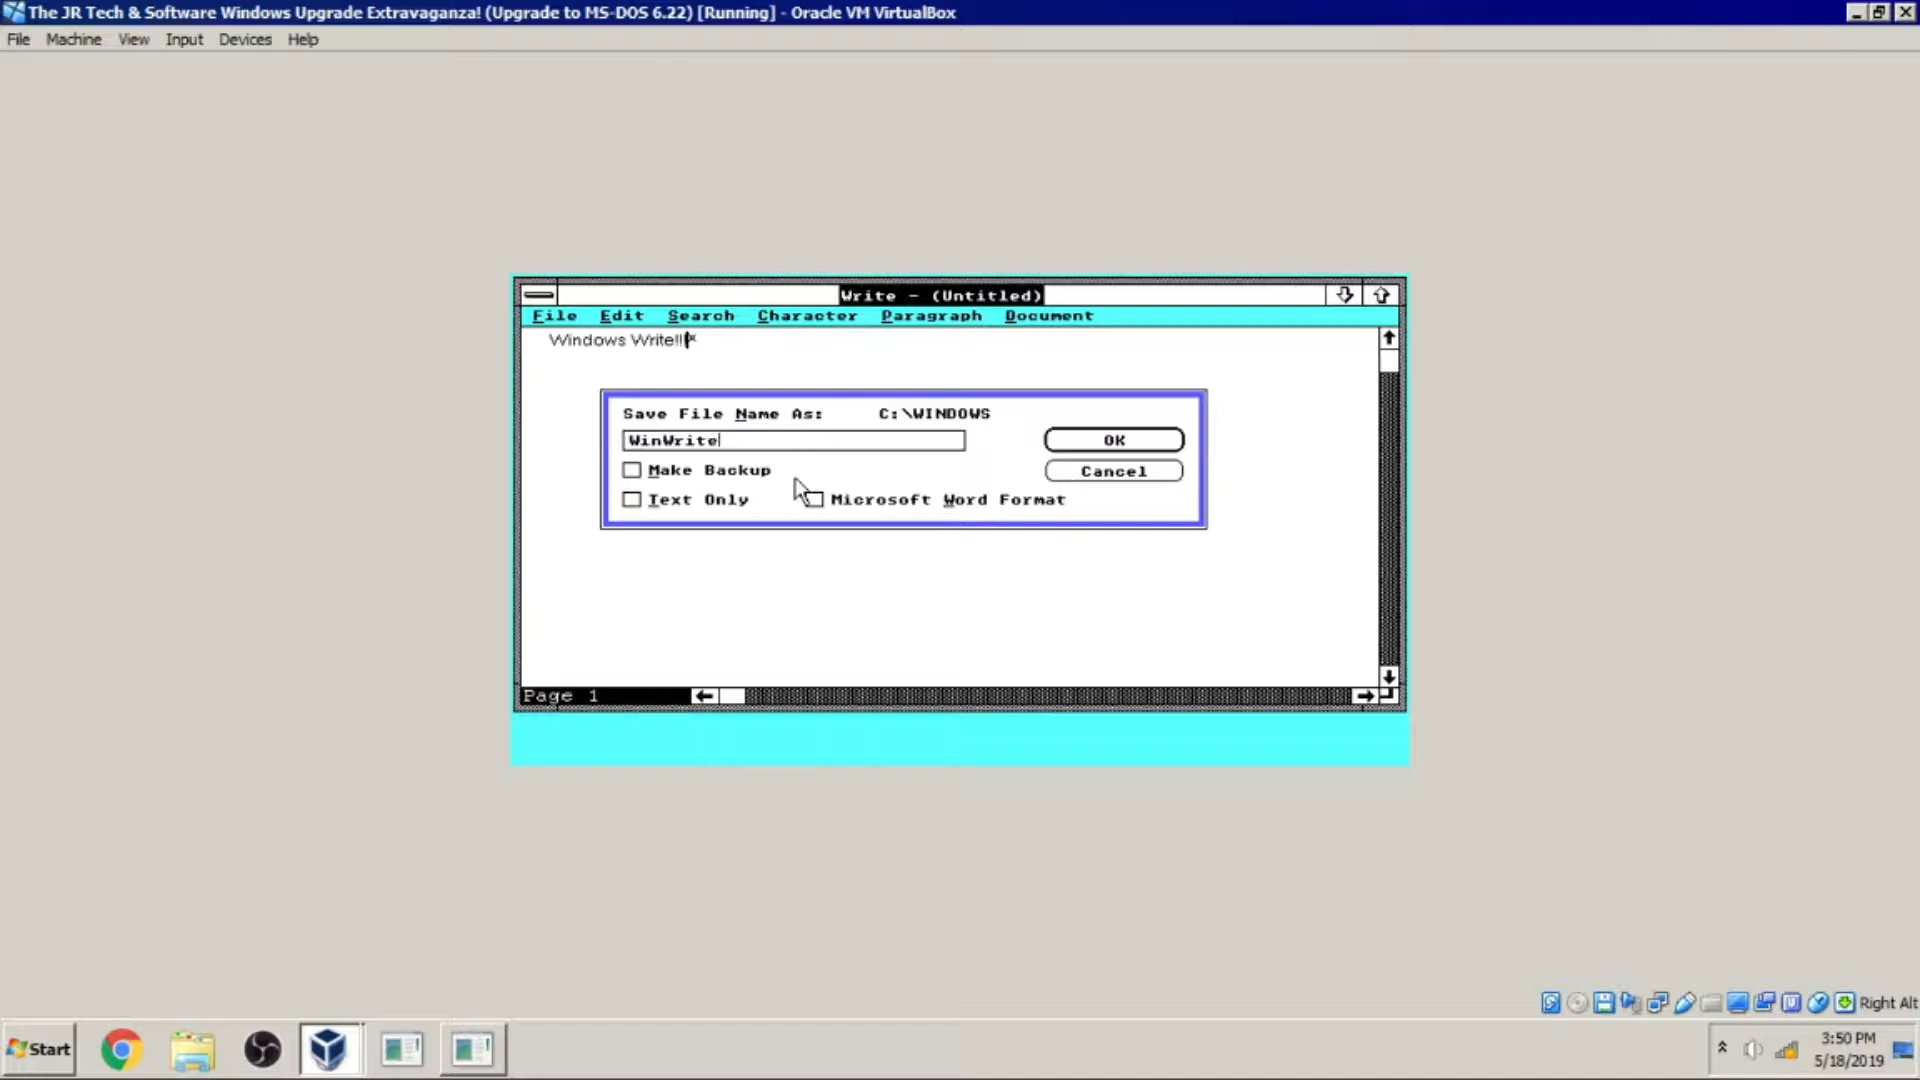 The JR Tech & Software Windows Upgrade Extravaganza! (Upgrade to MS-DOS 6.22) [Running] - Oracle VM VirtualBox
File Machine View Input Devices Help
Write - (Untitled)
File Edit Search Character Paragraph Document
Windows Write!!!
Save File Name As: C:\WINDOWS
WinWrite
OK
Make Backup
Cancel
Text Only
Microsoft Word Format
Page 1
Right Alt
Start
3:50 PM
5/18/2019